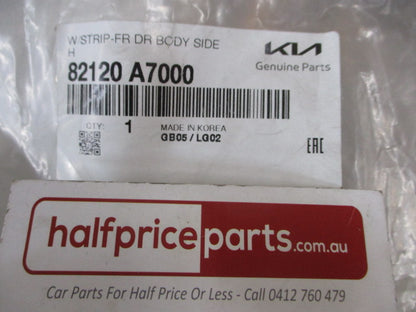 W/STRIP-FR DR BODY SIDE
H
KIA
Genuine Parts
82120 A7000
QTY: 1
MADE IN KOREA
GB05 / LG02
EAC
halfpriceparts.com.au
Car Parts For Half Price Or Less - Call 0412 760 479